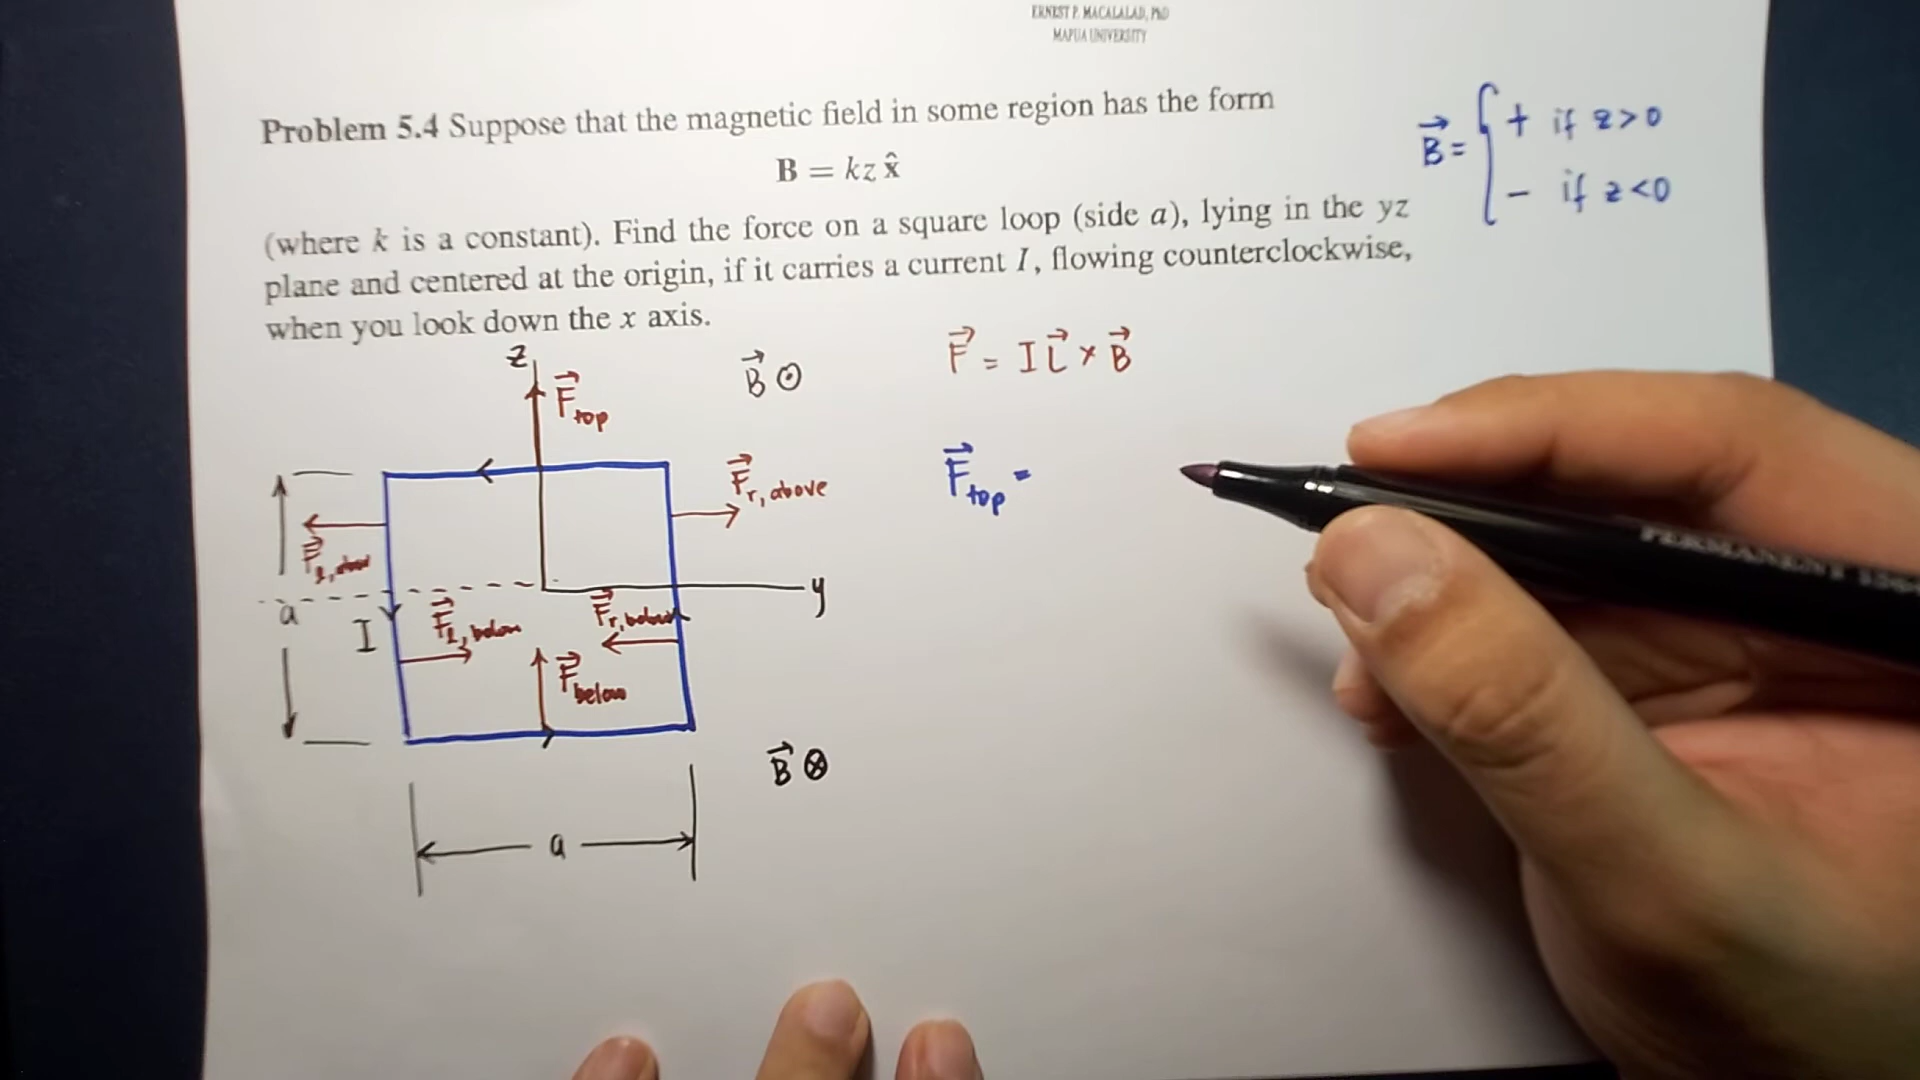 ERNEST P. MACALALAD, PhD
MAPUA UNIVERSITY
Problem 5.4 Suppose that the magnetic field in some region has the form
B = kz x̂
(where k is a constant). Find the force on a square loop (side a), lying in the yz
plane and centered at the origin, if it carries a current I, flowing counterclockwise,
when you look down the x axis.
B⃗ = { + if z>0
- if z<0
z
F⃗top
B⃗ ⊙
F⃗ = I L⃗ × B⃗
F⃗top =
F⃗r, above
F⃗l, above
a
I
F⃗l, below
F⃗r, below
y
F⃗below
B⃗ ⊗
a
PERMANENT